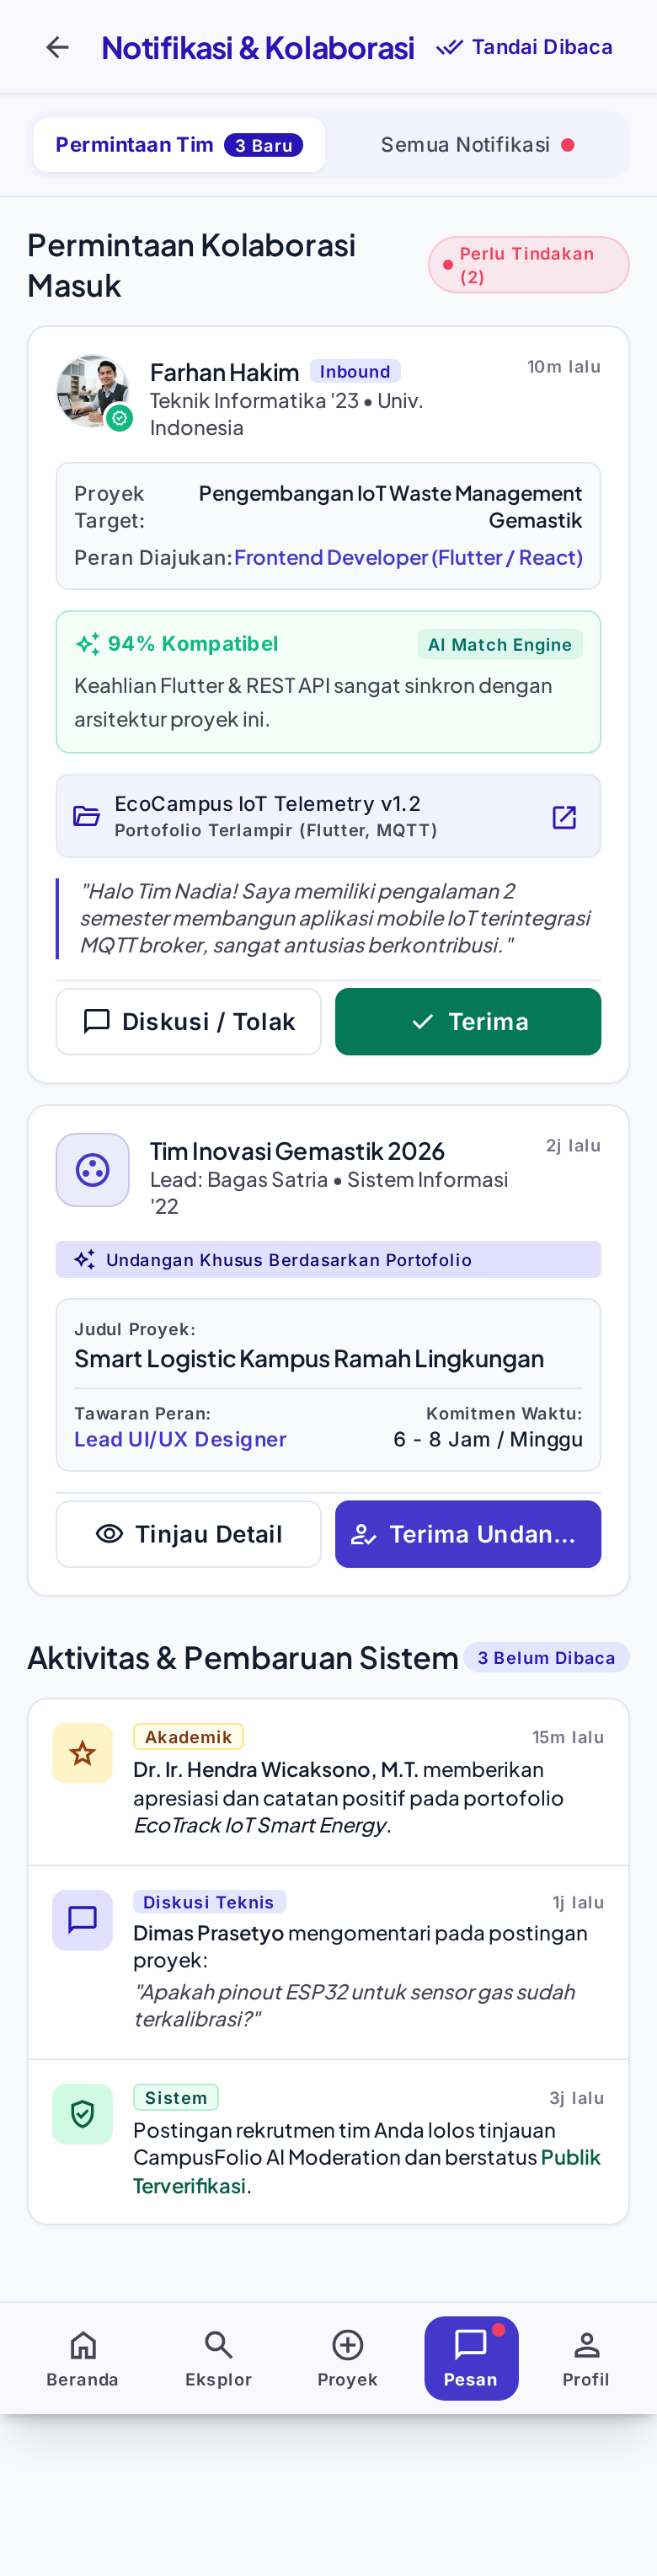 Notifikasi & Kolaborasi
Tandai Dibaca
Permintaan Tim
3 Baru
Semua Notifikasi
Permintaan Kolaborasi
Masuk
Perlu Tindakan
(2)
Farhan Hakim
Inbound
10m lalu
Teknik Informatika '23 • Univ.
Indonesia
Proyek
Target:
Pengembangan IoT Waste Management
Gemastik
Peran Diajukan:
Frontend Developer (Flutter / React)
94% Kompatibel
AI Match Engine
Keahlian Flutter & REST API sangat sinkron dengan
arsitektur proyek ini.
EcoCampus IoT Telemetry v1.2
Portofolio Terlampir (Flutter, MQTT)
"Halo Tim Nadia! Saya memiliki pengalaman 2
semester membangun aplikasi mobile IoT terintegrasi
MQTT broker, sangat antusias berkontribusi."
Diskusi / Tolak
Terima
Tim Inovasi Gemastik 2026
2j lalu
Lead: Bagas Satria • Sistem Informasi
'22
Undangan Khusus Berdasarkan Portofolio
Judul Proyek:
Smart Logistic Kampus Ramah Lingkungan
Tawaran Peran:
Lead UI/UX Designer
Komitmen Waktu:
6 - 8 Jam / Minggu
Tinjau Detail
Terima Undan...
Aktivitas & Pembaruan Sistem
3 Belum Dibaca
Akademik
15m lalu
Dr. Ir. Hendra Wicaksono, M.T. memberikan
apresiasi dan catatan positif pada portofolio
EcoTrack IoT Smart Energy.
Diskusi Teknis
1j lalu
Dimas Prasetyo mengomentari pada postingan
proyek:
"Apakah pinout ESP32 untuk sensor gas sudah
terkalibrasi?"
Sistem
3j lalu
Postingan rekrutmen tim Anda lolos tinjauan
CampusFolio AI Moderation dan berstatus Publik
Terverifikasi.
Beranda
Eksplor
Proyek
Pesan
Profil